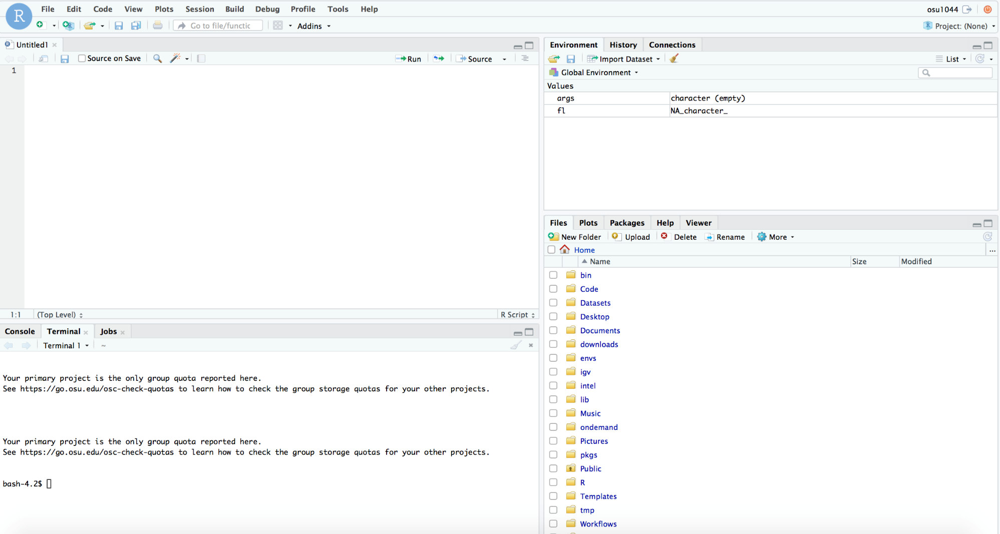 R
File Edit Code View Plots Session Build Debug Profile Tools Help
osu1044
Go to file/functic
Addins
Project: (None)
Untitled1
Source on Save
Run
Source
1
1:1 (Top Level)
R Script
Console Terminal Jobs
Terminal 1 ~
Your primary project is the only group quota reported here.
See https://go.osu.edu/osc-check-quotas to learn how to check the group storage quotas for your other projects.
Your primary project is the only group quota reported here.
See https://go.osu.edu/osc-check-quotas to learn how to check the group storage quotas for your other projects.
bash-4.2$
Environment History Connections
Import Dataset
List
Global Environment
Values
args character (empty)
fl NA_character_
Files Plots Packages Help Viewer
New Folder Upload Delete Rename More
Home ...
Name Size Modified
bin
Code
Datasets
Desktop
Documents
downloads
envs
igv
intel
lib
Music
ondemand
Pictures
pkgs
Public
R
Templates
tmp
Workflows